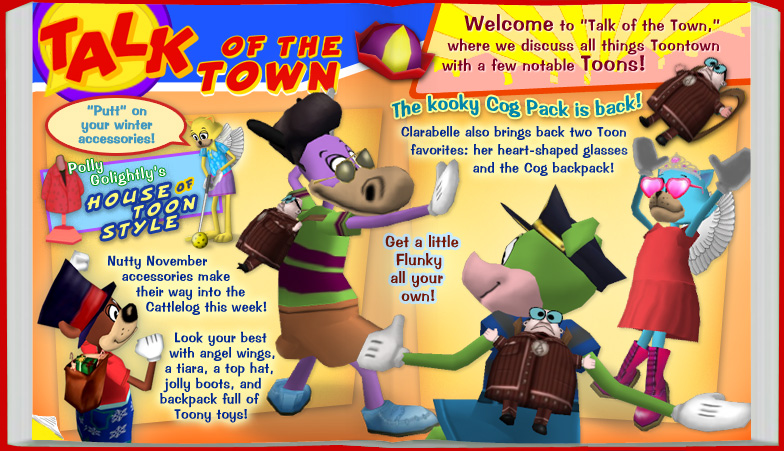 TALK OF THE TOWN
"Putt" on
your winter
accessories!
Polly
Golightly's
HOUSE OF
TOON
STYLE
Nutty November
accessories make
their way into the
Cattlelog this week!
Look your best
with angel wings,
a tiara, a top hat,
jolly boots, and
backpack full of
Toony toys!
Welcome to "Talk of the Town,"
where we discuss all things Toontown
with a few notable Toons!
The kooky Cog Pack is back!
Clarabelle also brings back two Toon
favorites: her heart-shaped glasses
and the Cog backpack!
Get a little
Flunky
all your
own!